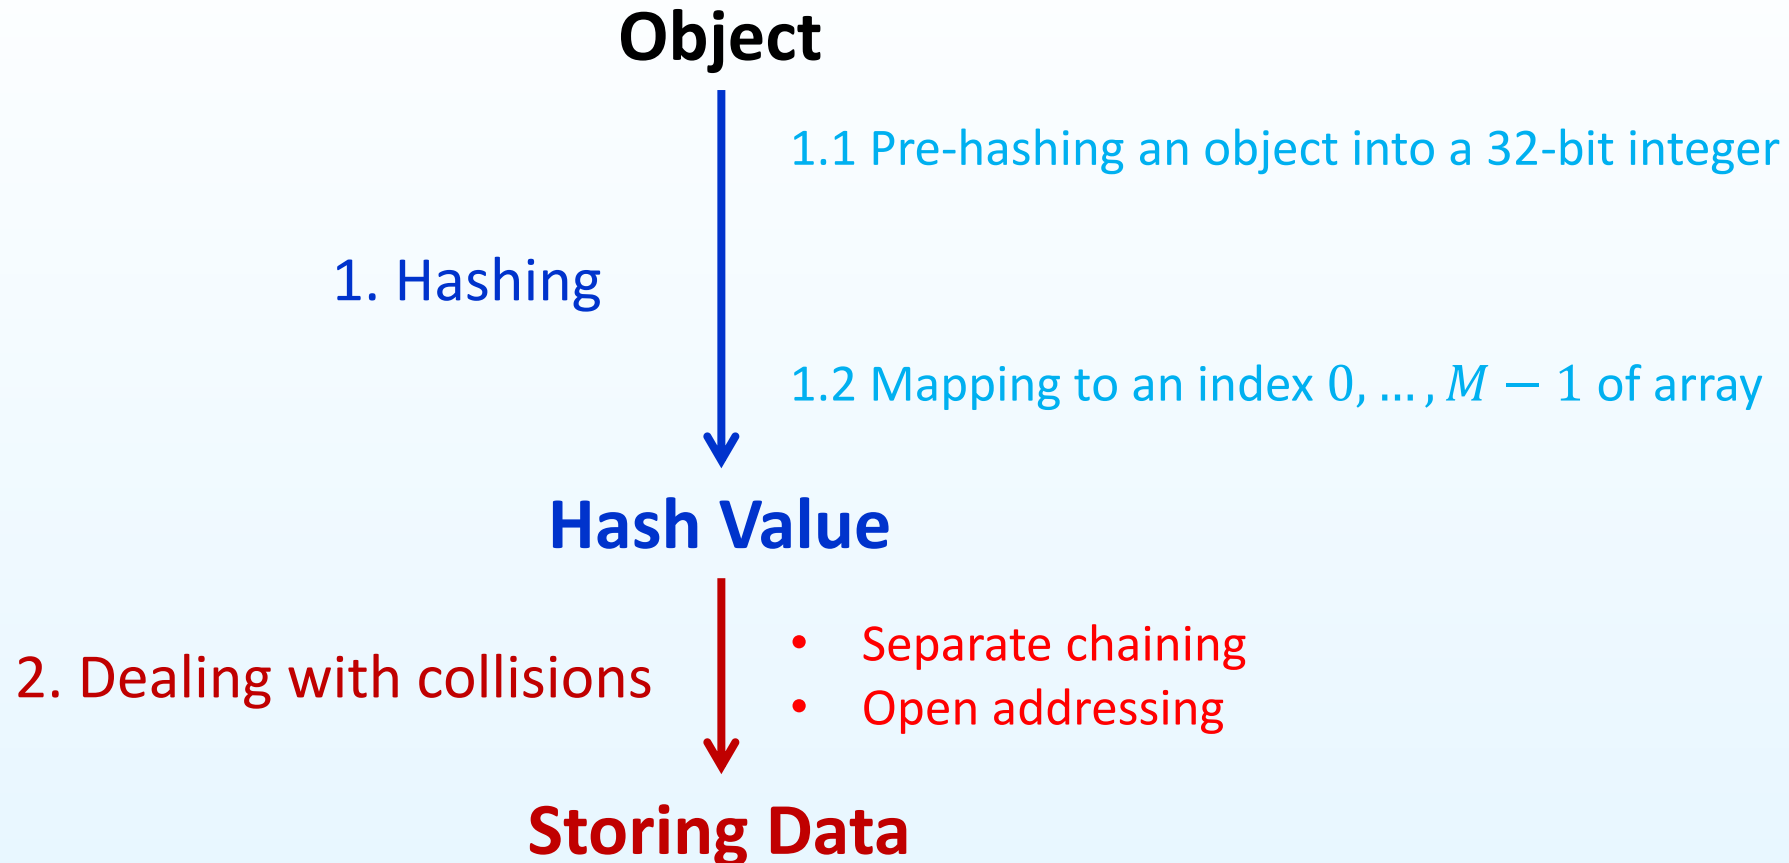 Object
1.1 Pre-hashing an object into a 32-bit integer
1. Hashing
1.2 Mapping to an index 0, … , M − 1 of array
Hash Value
2. Dealing with collisions
• Separate chaining
• Open addressing
Storing Data